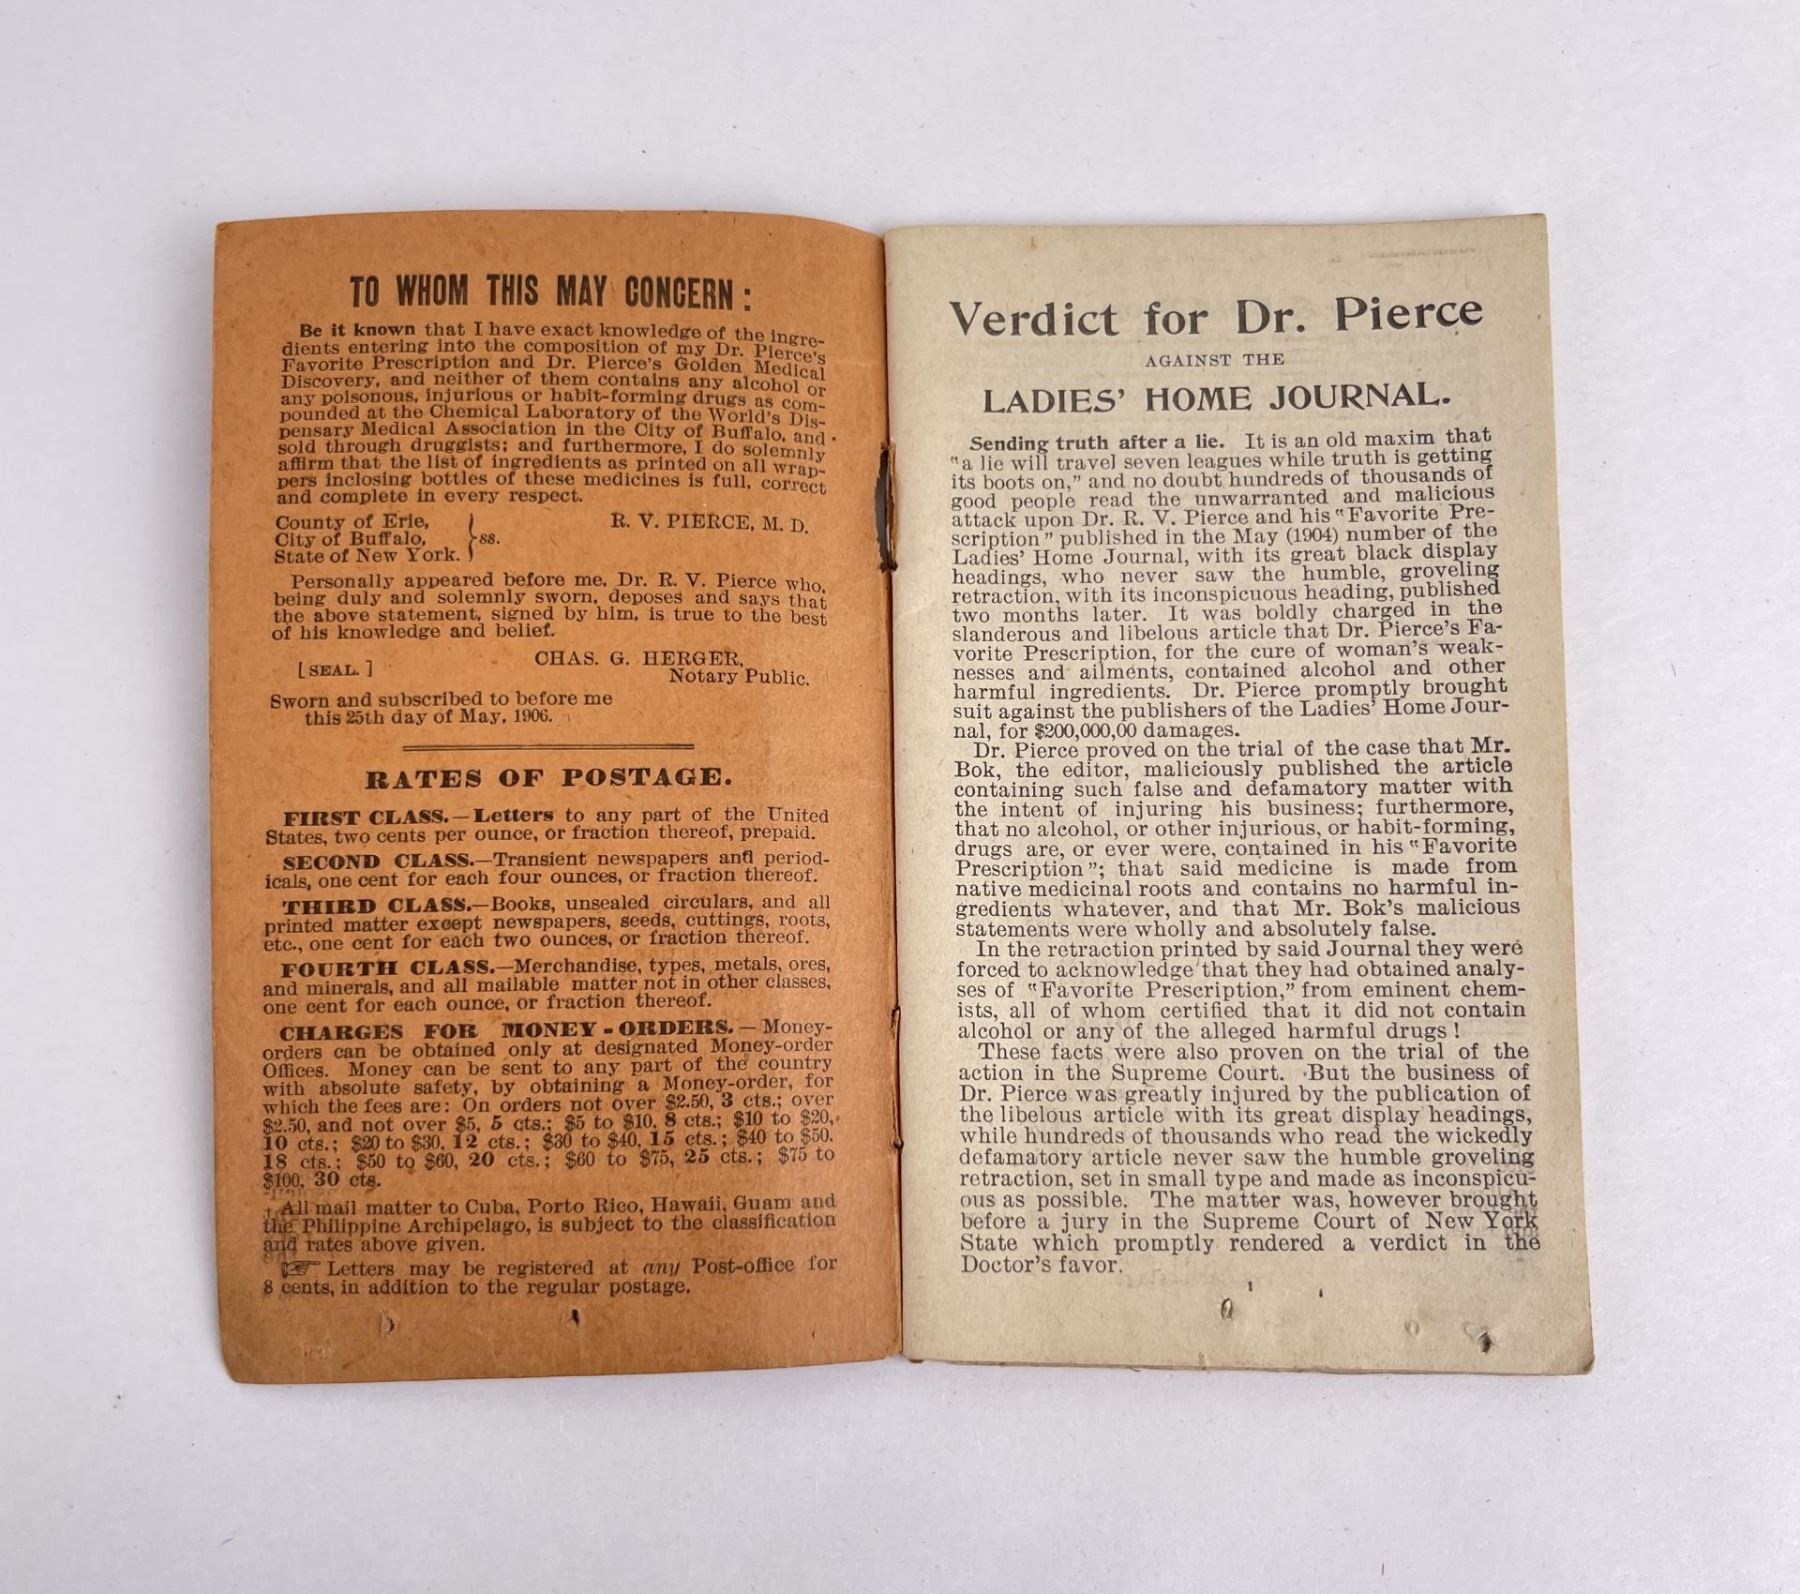 TO WHOM THIS MAY CONCERN:
Be it known that I have exact knowledge of the ingre-
dients entering into the composition of my Dr. Pierce's
Favorite Prescription and Dr. Pierce's Golden Medical
Discovery, and neither of them contains any alcohol or
any poisonous, injurious or habit-forming drugs as com-
pounded at the Chemical Laboratory of the World's Dis-
pensary Medical Association in the City of Buffalo, and
sold through druggists; and furthermore, I do solemnly
affirm that the list of ingredients as printed on all wrap-
pers inclosing bottles of these medicines is full, correct
and complete in every respect.
County of Erie,
City of Buffalo,
State of New York.
ss.
R. V. PIERCE, M. D.
Personally appeared before me, Dr. R. V. Pierce who,
being duly and solemnly sworn, deposes and says that
the above statement, signed by him, is true to the best
of his knowledge and belief.
[SEAL.]
CHAS. G. HERGER,
Notary Public.
Sworn and subscribed to before me
this 25th day of May, 1906.
RATES OF POSTAGE.
FIRST CLASS.—Letters to any part of the United
States, two cents per ounce, or fraction thereof, prepaid.
SECOND CLASS.—Transient newspapers and period-
icals, one cent for each four ounces, or fraction thereof.
THIRD CLASS.—Books, unsealed circulars, and all
printed matter except newspapers, seeds, cuttings, roots,
etc., one cent for each two ounces, or fraction thereof.
FOURTH CLASS.—Merchandise, types, metals, ores,
and minerals, and all mailable matter not in other classes,
one cent for each ounce, or fraction thereof.
CHARGES FOR MONEY-ORDERS.—Money-
orders can be obtained only at designated Money-order
Offices. Money can be sent to any part of the country
with absolute safety, by obtaining a Money-order, for
which the fees are: On orders not over $2.50, 3 cts.; over
$2.50, and not over $5, 5 cts.; $5 to $10, 8 cts.; $10 to $20,
10 cts.; $20 to $30, 12 cts.; $30 to $40, 15 cts.; $40 to $50.
18 cts.; $50 to $60, 20 cts.; $60 to $75, 25 cts.; $75 to
$100, 30 cts.
All mail matter to Cuba, Porto Rico, Hawaii, Guam and
the Philippine Archipelago, is subject to the classification
and rates above given.
☞ Letters may be registered at any Post-office for
8 cents, in addition to the regular postage.
Verdict for Dr. Pierce
AGAINST THE
LADIES' HOME JOURNAL.
Sending truth after a lie. It is an old maxim that
"a lie will travel seven leagues while truth is getting
its boots on," and no doubt hundreds of thousands of
good people read the unwarranted and malicious
attack upon Dr. R. V. Pierce and his "Favorite Pre-
scription" published in the May (1904) number of the
Ladies' Home Journal, with its great black display
headings, who never saw the humble, groveling
retraction, with its inconspicuous heading, published
two months later. It was boldly charged in the
slanderous and libelous article that Dr. Pierce's Fa-
vorite Prescription, for the cure of woman's weak-
nesses and ailments, contained alcohol and other
harmful ingredients. Dr. Pierce promptly brought
suit against the publishers of the Ladies' Home Jour-
nal, for $200,000,00 damages.
Dr. Pierce proved on the trial of the case that Mr.
Bok, the editor, maliciously published the article
containing such false and defamatory matter with
the intent of injuring his business; furthermore,
that no alcohol, or other injurious, or habit-forming,
drugs are, or ever were, contained in his "Favorite
Prescription"; that said medicine is made from
native medicinal roots and contains no harmful in-
gredients whatever, and that Mr. Bok's malicious
statements were wholly and absolutely false.
In the retraction printed by said Journal they were
forced to acknowledge that they had obtained analy-
ses of "Favorite Prescription," from eminent chem-
ists, all of whom certified that it did not contain
alcohol or any of the alleged harmful drugs!
These facts were also proven on the trial of the
action in the Supreme Court. But the business of
Dr. Pierce was greatly injured by the publication of
the libelous article with its great display headings,
while hundreds of thousands who read the wickedly
defamatory article never saw the humble groveling
retraction, set in small type and made as inconspicu-
ous as possible. The matter was, however brought
before a jury in the Supreme Court of New York
State which promptly rendered a verdict in the
Doctor's favor.